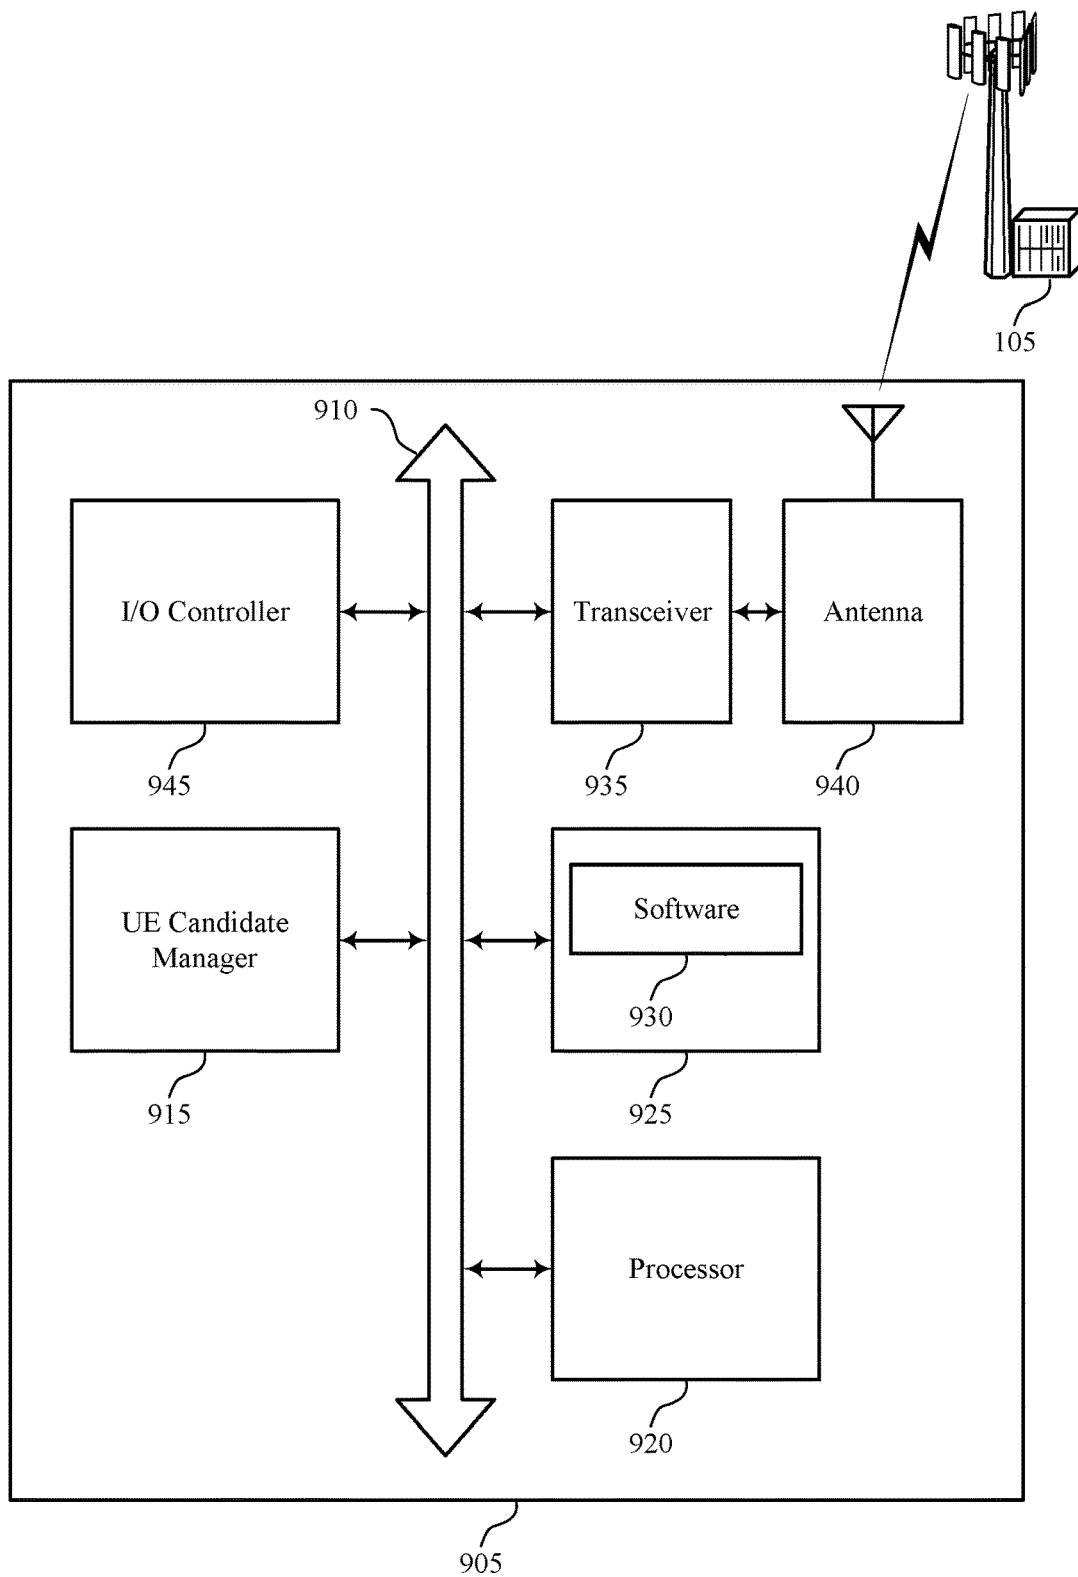 105
910
I/O Controller
Transceiver
Antenna
945
935
940
UE Candidate
Manager
Software
930
915
925
Processor
920
905